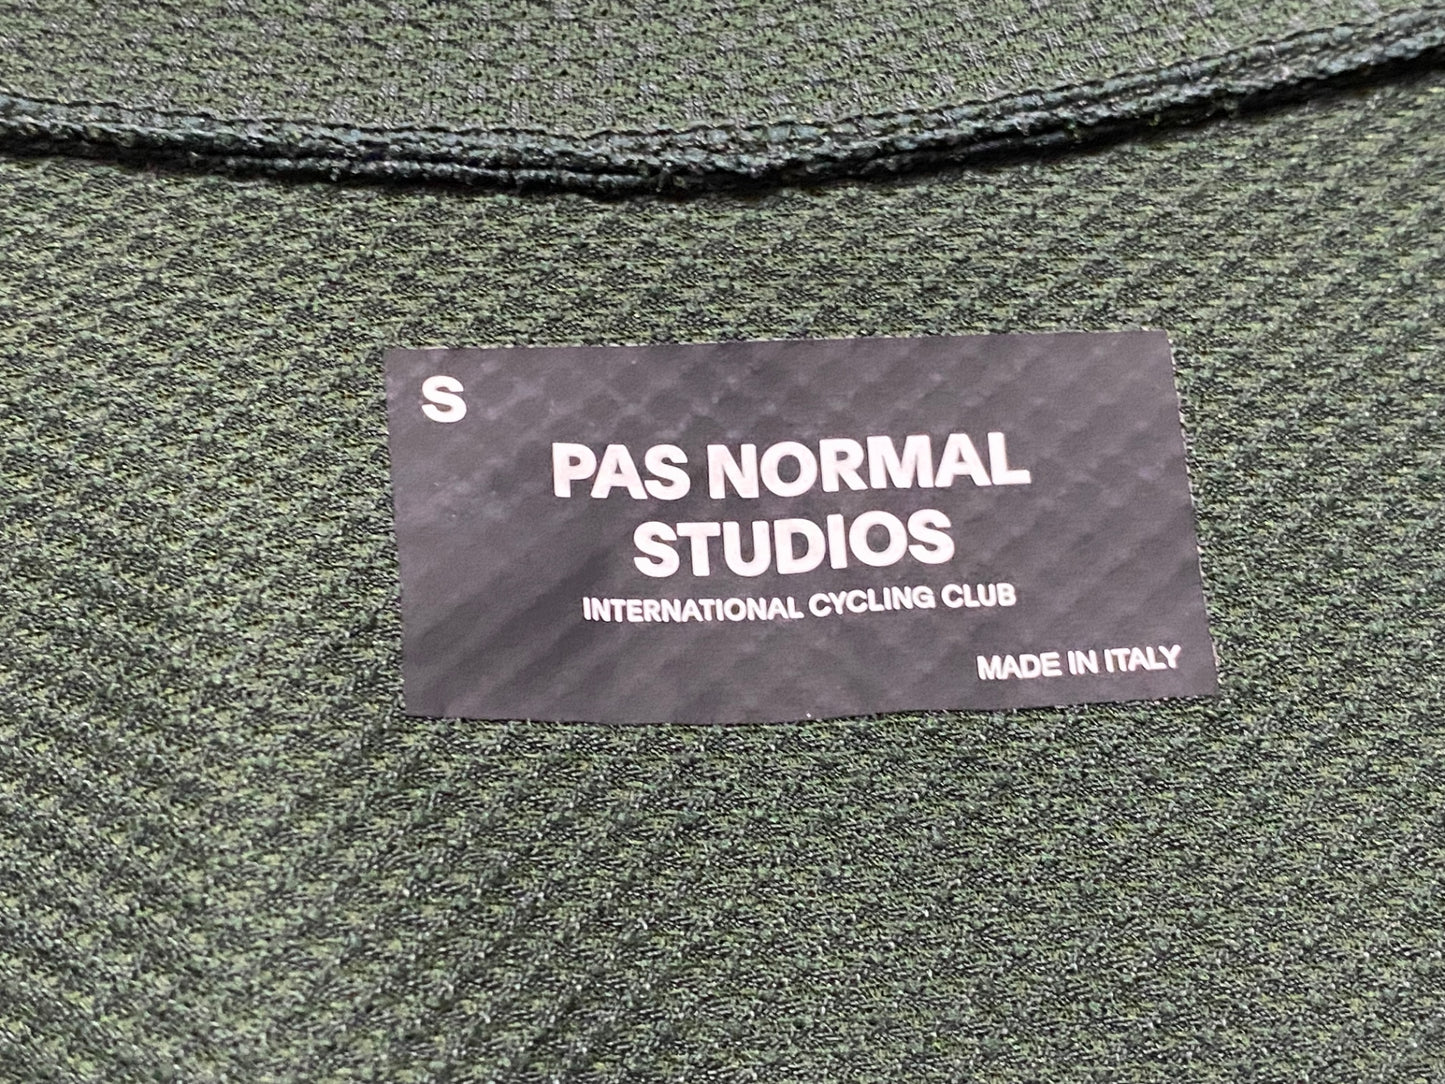 S
PAS NORMAL
STUDIOS
INTERNATIONAL CYCLING CLUB
MADE IN ITALY